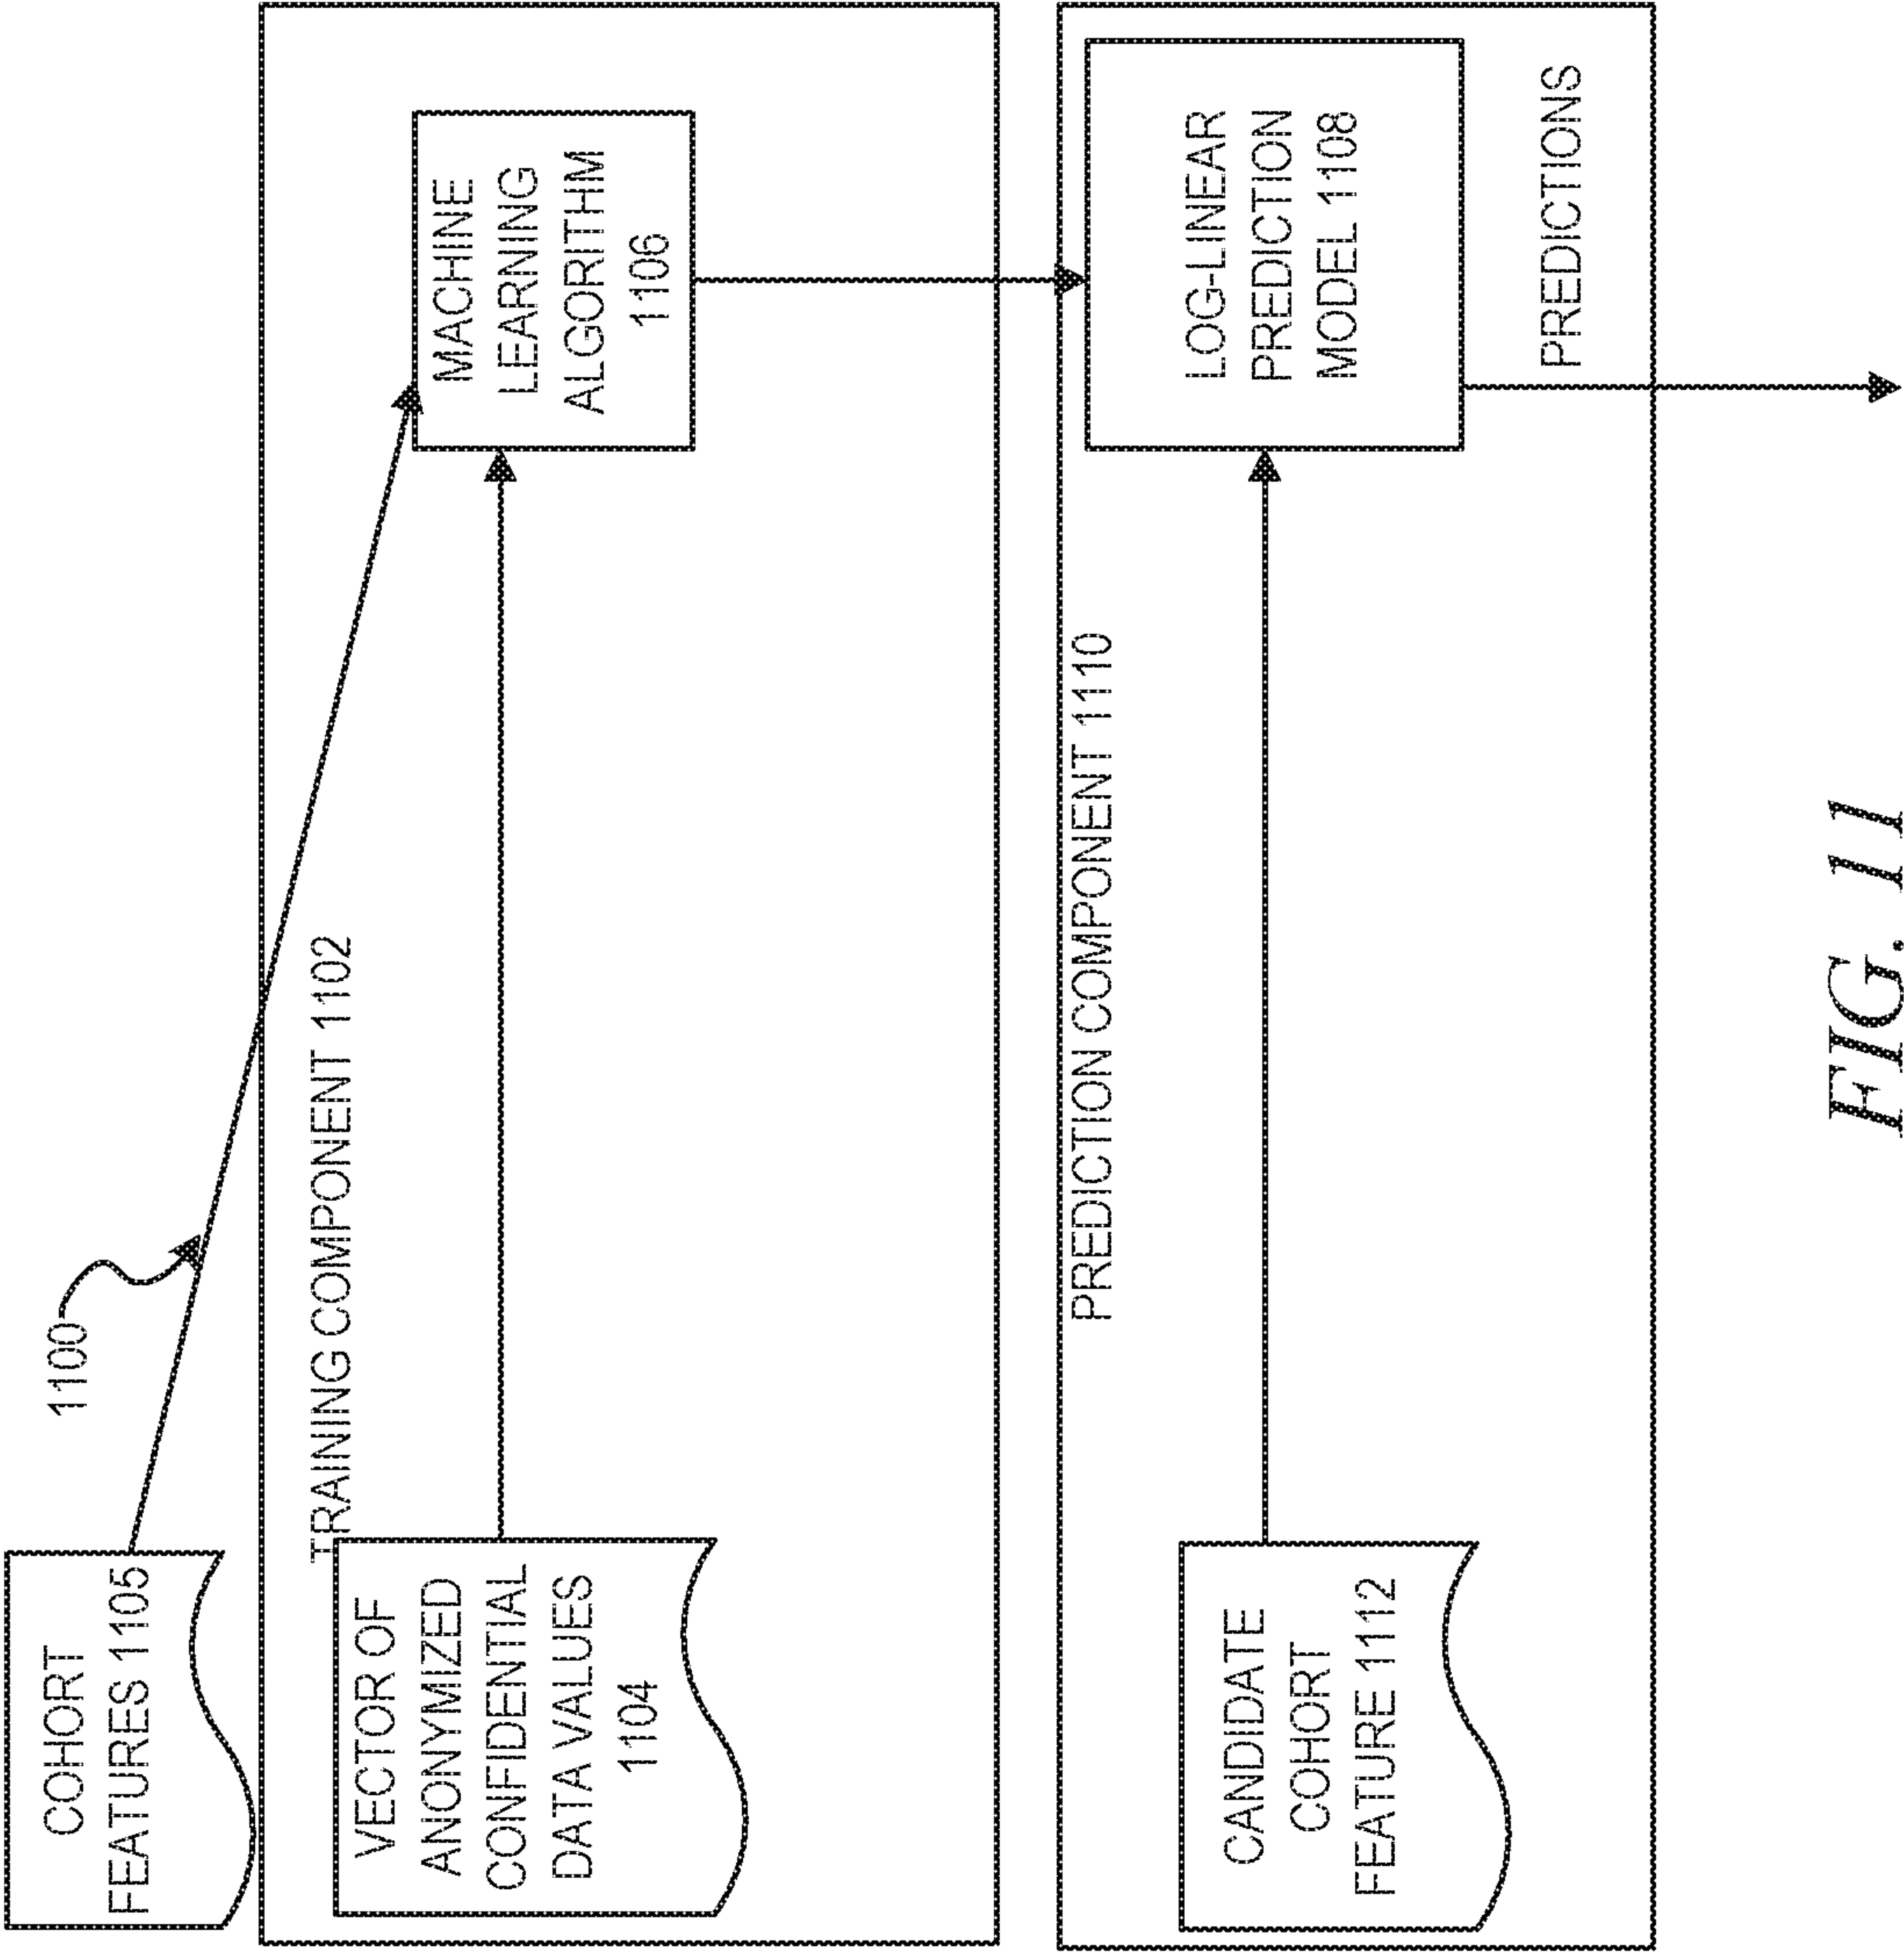 1100
COHORT
FEATURES 1105
TRAINING COMPONENT 1102
VECTOR OF
ANONYMIZED
CONFIDENTIAL
DATA VALUES
1104
MACHINE
LEARNING
ALGORITHM
1106
PREDICTION COMPONENT 1110
CANDIDATE
COHORT
FEATURE 1112
LOG-LINEAR
PREDICTION
MODEL 1108
PREDICTIONS
FIG. 11